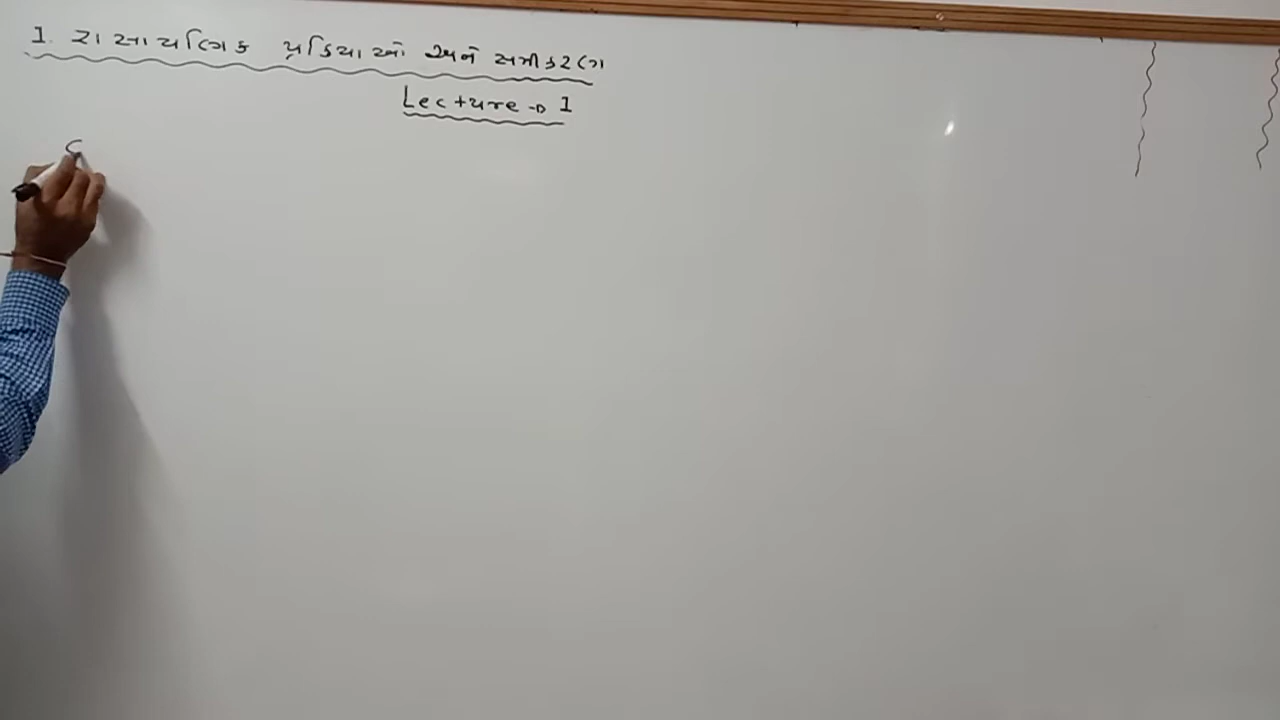 1. રાસાયણિક પ્રક્રિયાઓ અને સમીકરણ
Lecture → 1